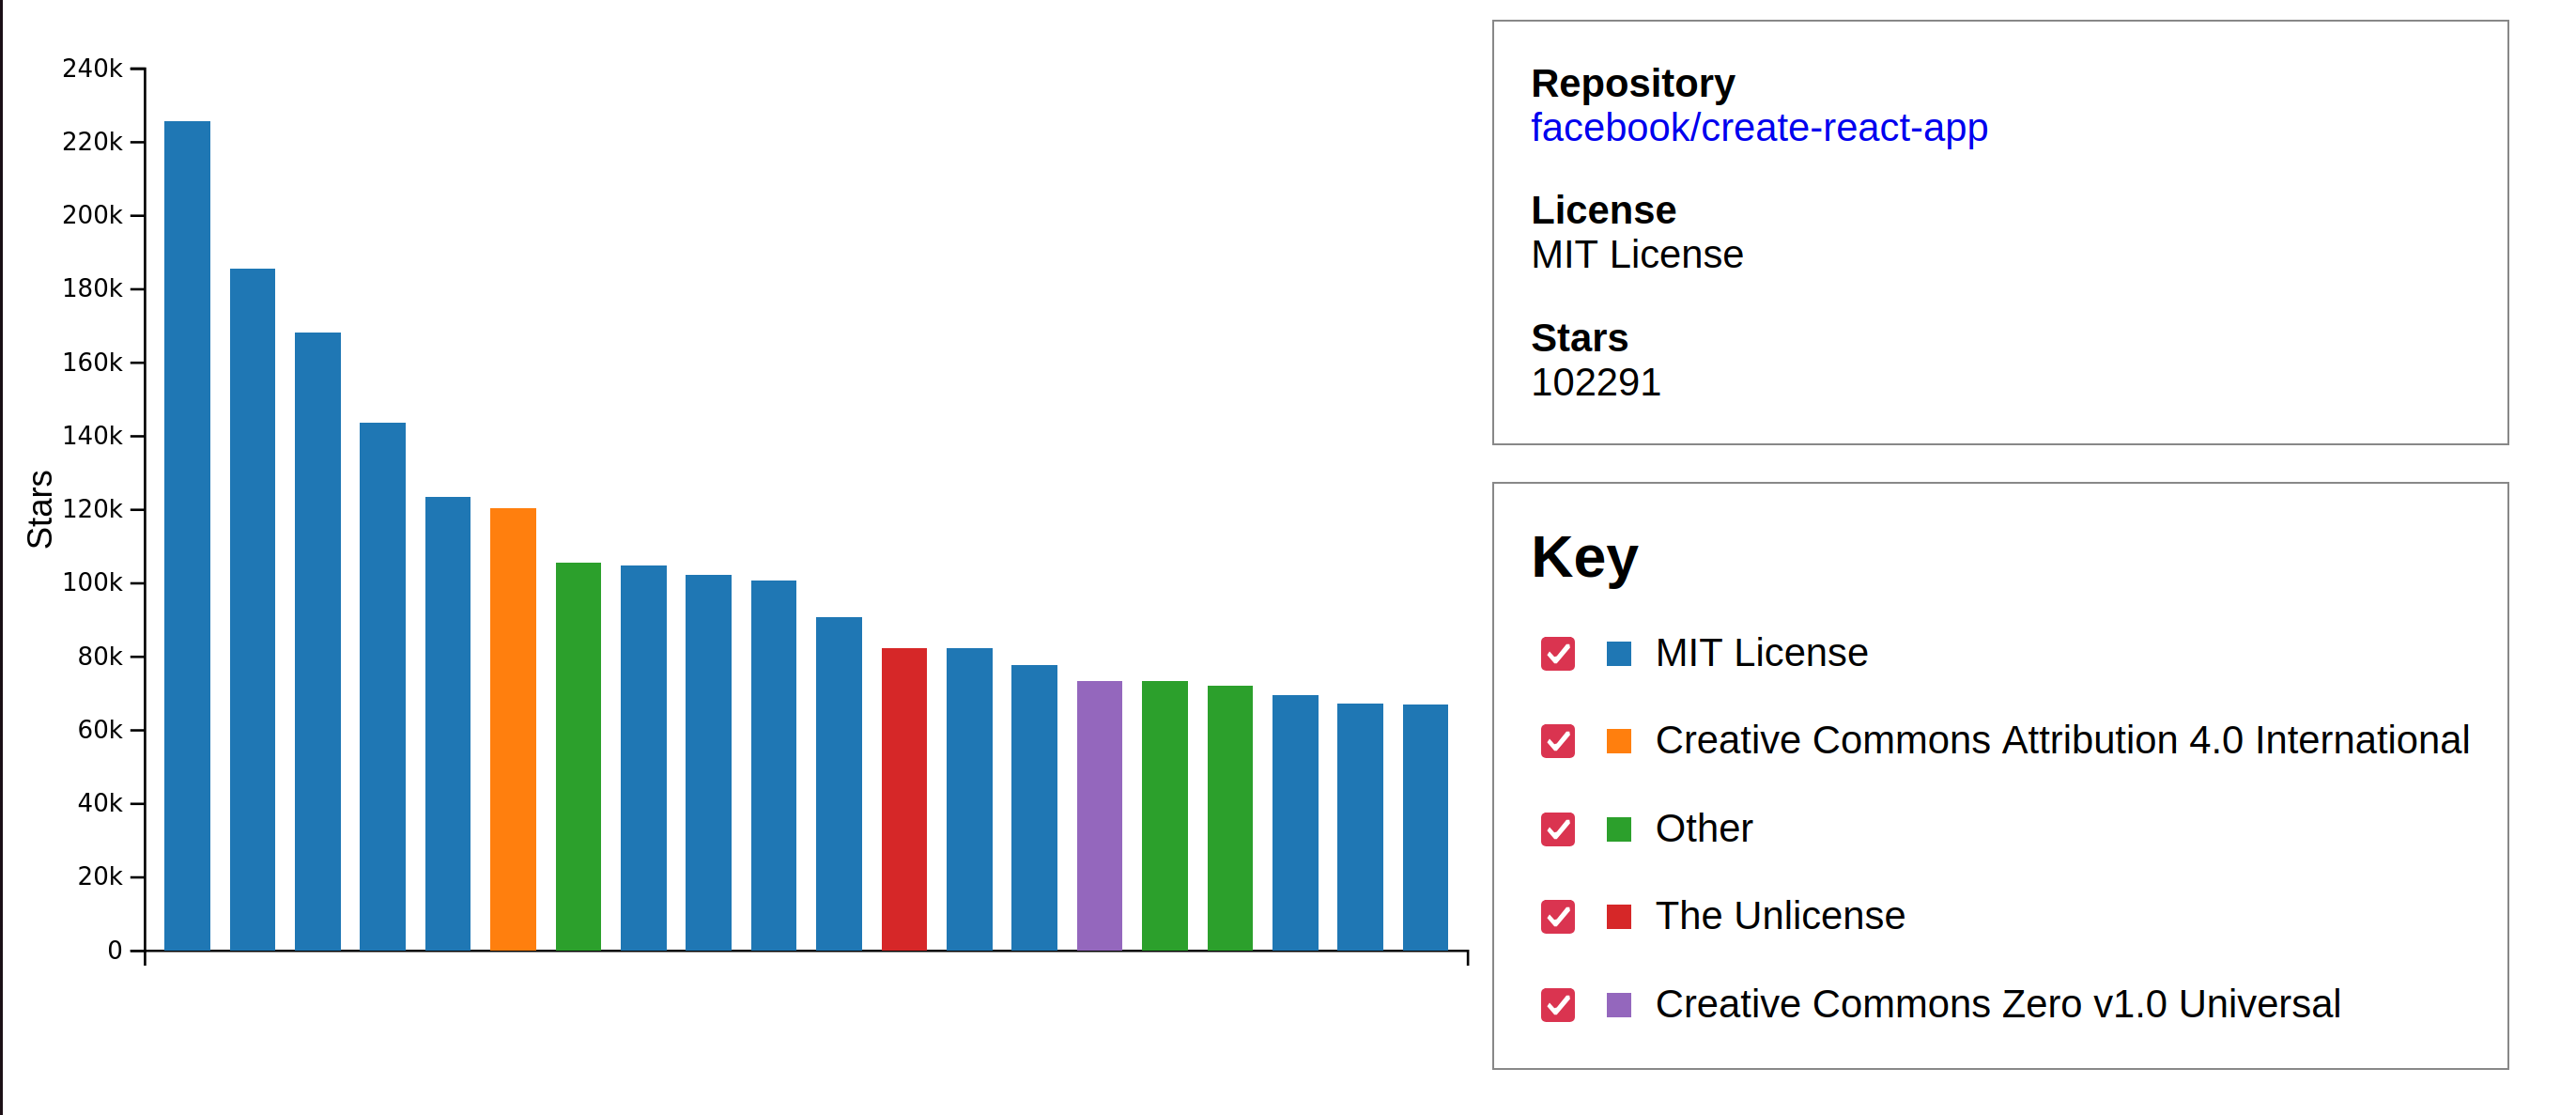 240k
220k
200k
180k
160k
140k
120k
100k
80k
60k
40k
20k
0
Stars
Repository
facebook/create-react-app
License
MIT License
Stars
102291
Key
MIT License
Creative Commons Attribution 4.0 International
Other
The Unlicense
Creative Commons Zero v1.0 Universal